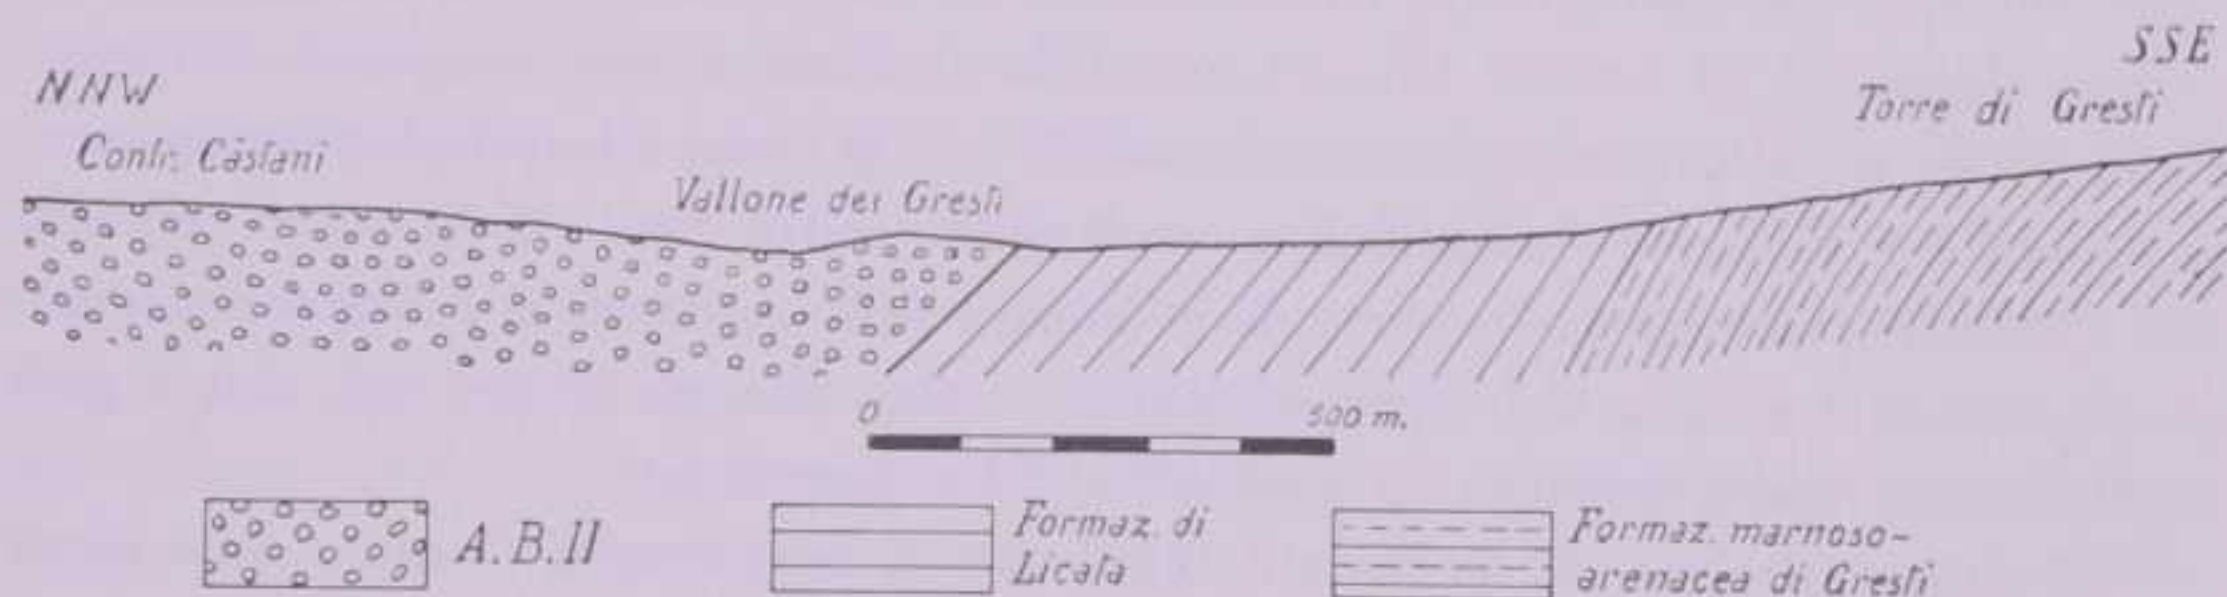 NNW
SSE
Contr. Càstani
Torre di Gresti
Vallone dei Gresti
0
500 m.
A.B.II
Formaz. di
Licata
Formaz. marnoso-
arenacea di Gresti